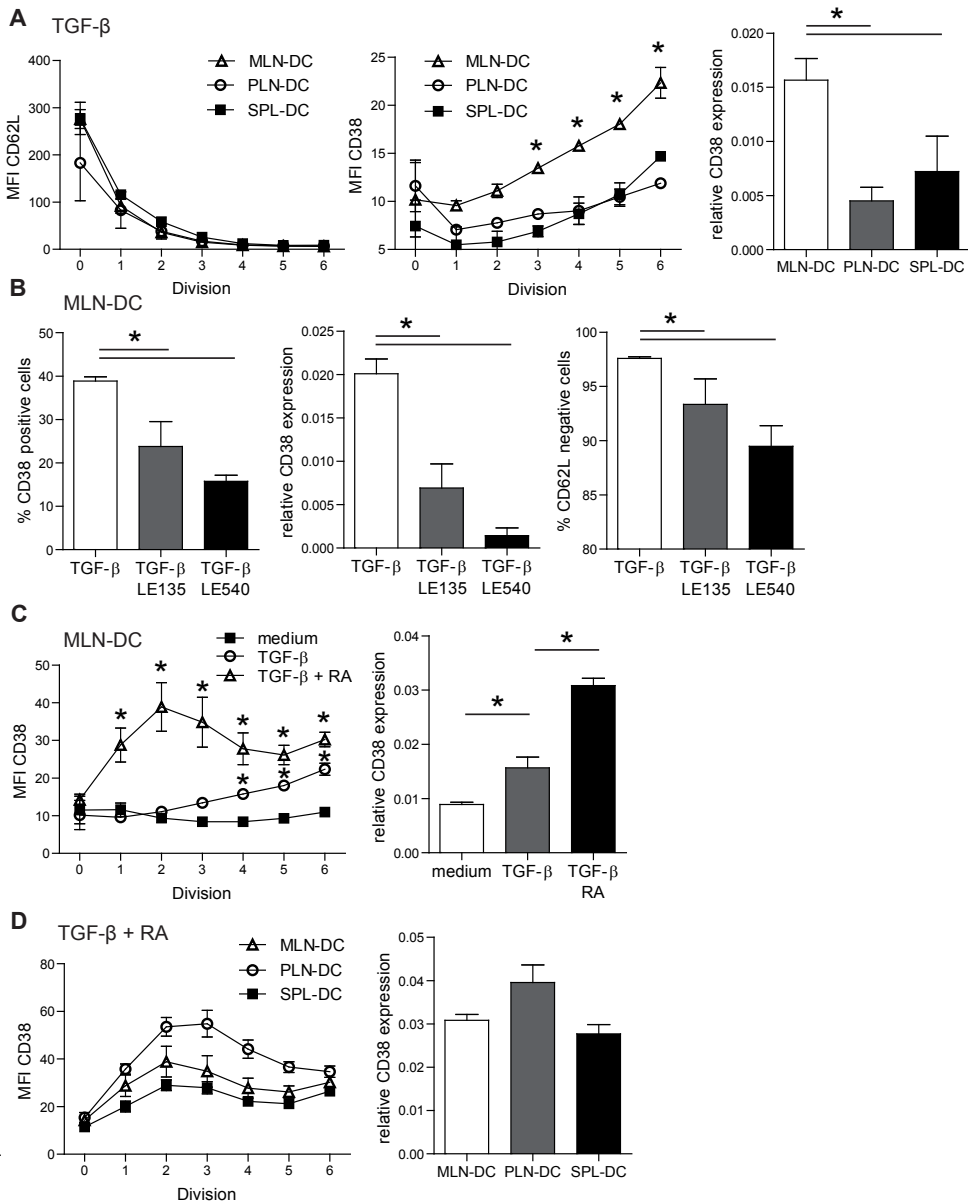 A
TGF-β
MFI CD62L
400
300
200
100
0
0 1 2 3 4 5 6
Division
MLN-DC
PLN-DC
SPL-DC
MFI CD38
25
20
15
10
5
0 1 2 3 4 5 6
Division
MLN-DC
PLN-DC
SPL-DC
* * * *
relative CD38 expression
0.020
0.015
0.010
0.005
0.000
*
MLN-DC PLN-DC SPL-DC
B
MLN-DC
% CD38 positive cells
50
40
30
20
10
0
*
TGF-β TGF-β TGF-β
LE135 LE540
relative CD38 expression
0.025
0.020
0.015
0.010
0.005
0.000
*
TGF-β TGF-β TGF-β
LE135 LE540
% CD62L negative cells
100
95
90
85
80
*
TGF-β TGF-β TGF-β
LE135 LE540
C
MLN-DC
medium
TGF-β
TGF-β + RA
MFI CD38
50
40
30
20
10
0
* * * * * *
* * *
0 1 2 3 4 5 6
Division
relative CD38 expression
0.04
0.03
0.02
0.01
0.00
* *
medium TGF-β TGF-β
RA
D
TGF-β + RA
MLN-DC
PLN-DC
SPL-DC
MFI CD38
80
60
40
20
0
0 1 2 3 4 5 6
Division
relative CD38 expression
0.05
0.04
0.03
0.02
0.01
0.00
MLN-DC PLN-DC SPL-DC